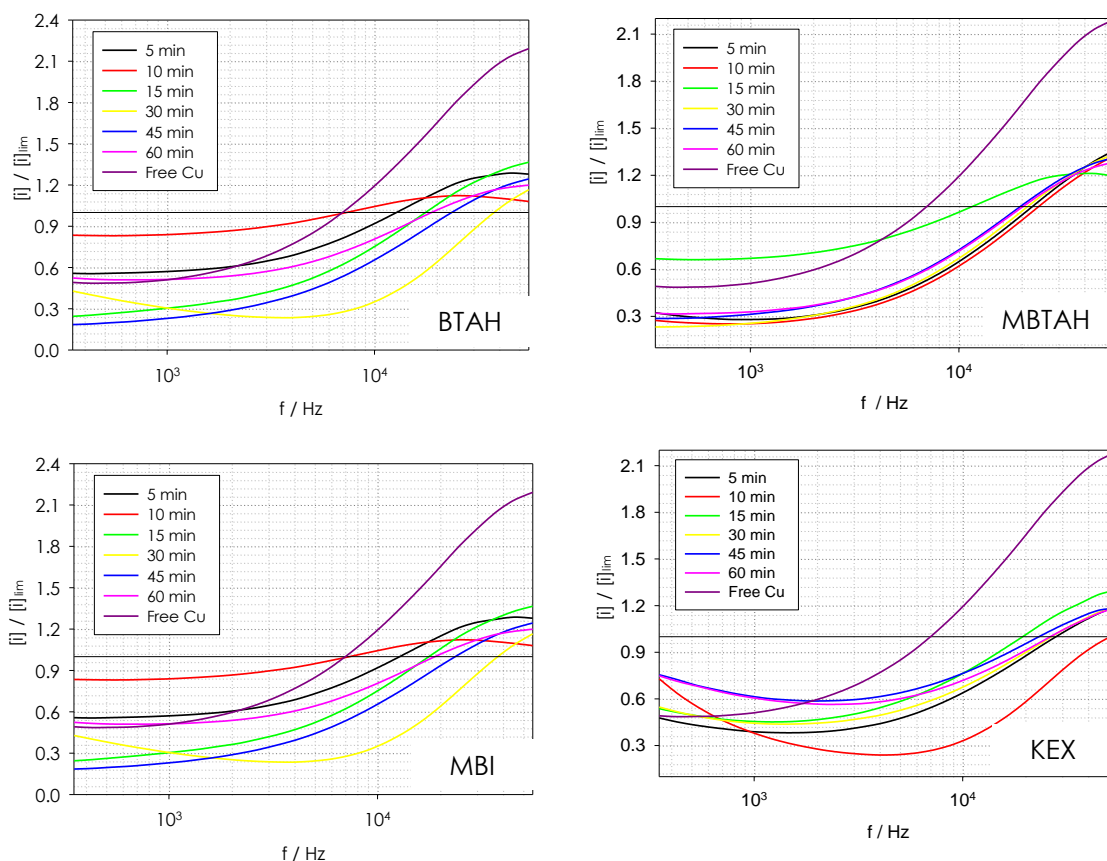 2.4
2.1
1.8
1.5
1.2
0.9
0.6
0.3
0.0
[i] / [i]lim
5 min
10 min
15 min
30 min
45 min
60 min
Free Cu
BTAH
10³
10⁴
f / Hz
2.1
1.8
1.5
1.2
0.9
0.6
0.3
[i] / [i]lim
5 min
10 min
15 min
30 min
45 min
60 min
Free Cu
MBTAH
10³
10⁴
f / Hz
2.4
2.1
1.8
1.5
1.2
0.9
0.6
0.3
0.0
[i] / [i]lim
5 min
10 min
15 min
30 min
45 min
60 min
Free Cu
MBI
10³
10⁴
f / Hz
2.1
1.8
1.5
1.2
0.9
0.6
0.3
[i] / [i]lim
5 min
10 min
15 min
30 min
45 min
60 min
Free Cu
KEX
10³
10⁴
f / Hz